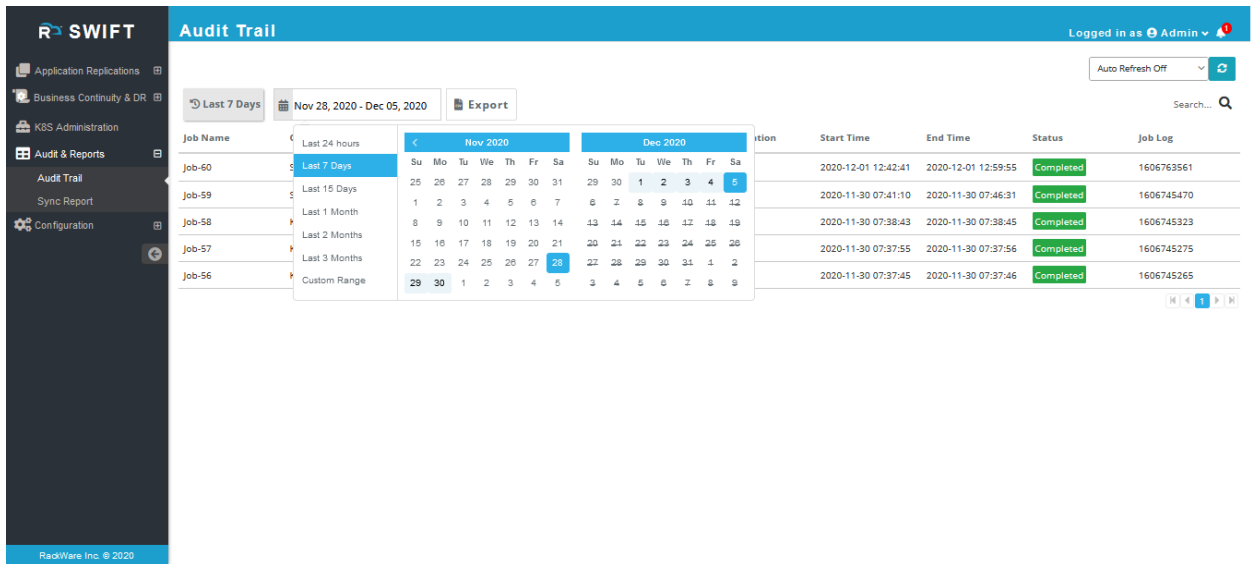 SWIFT
Audit Trail
Logged in as Admin
1
Application Replications
Business Continuity & DR
K8S Administration
Audit & Reports
Audit Trail
Sync Report
Configuration
Auto Refresh Off
Last 7 Days
Nov 28, 2020 - Dec 05, 2020
Export
Search...
Job Name Start Time End Time Status Job Log
Job-60 2020-12-01 12:42:41 2020-12-01 12:59:55 Completed 1606763561
Job-59 2020-11-30 07:41:10 2020-11-30 07:46:31 Completed 1606745470
Job-58 2020-11-30 07:38:43 2020-11-30 07:38:45 Completed 1606745323
Job-57 2020-11-30 07:37:55 2020-11-30 07:37:56 Completed 1606745275
Job-56 2020-11-30 07:37:45 2020-11-30 07:37:46 Completed 1606745265
1
Last 24 hours
Last 7 Days
Last 15 Days
Last 1 Month
Last 2 Months
Last 3 Months
Custom Range
Nov 2020
Su Mo Tu We Th Fr Sa
25 26 27 28 29 30 31
1 2 3 4 5 6 7
8 9 10 11 12 13 14
15 16 17 18 19 20 21
22 23 24 25 26 27 28
29 30 1 2 3 4 5
Dec 2020
Su Mo Tu We Th Fr Sa
29 30 1 2 3 4 5
6 7 8 9 10 11 12
13 14 15 16 17 18 19
20 21 22 23 24 25 26
27 28 29 30 31 1 2
3 4 5 6 7 8 9
RackWare Inc. © 2020